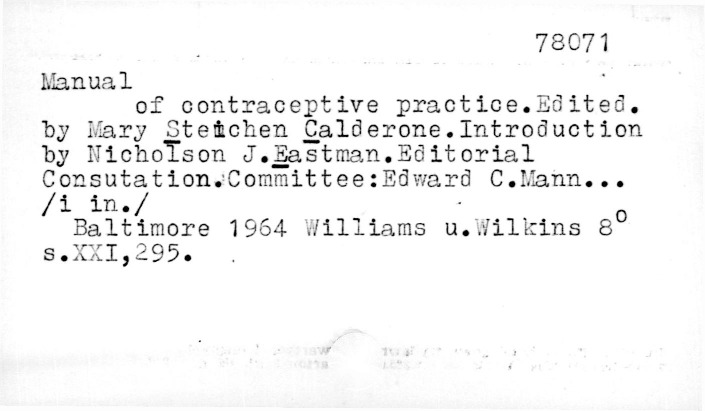 78071
Manual
of contraceptive practice.Edited.
by Mary Steichen Calderone.Introduction
by Nicholson J.Eastman.Editorial
Consutation.Committee:Edward C.Mann...
/i in./
Baltimore 1964 Williams u.Wilkins 8°
s.XXI,295.